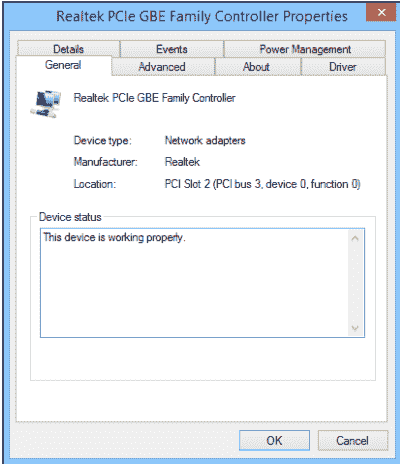 Realtek PCIe GBE Family Controller Properties
Details Events Power Management
General Advanced About Driver
Realtek PCIe GBE Family Controller
Device type: Network adapters
Manufacturer: Realtek
Location: PCI Slot 2 (PCI bus 3, device 0, function 0)
Device status
This device is working properly.
OK Cancel